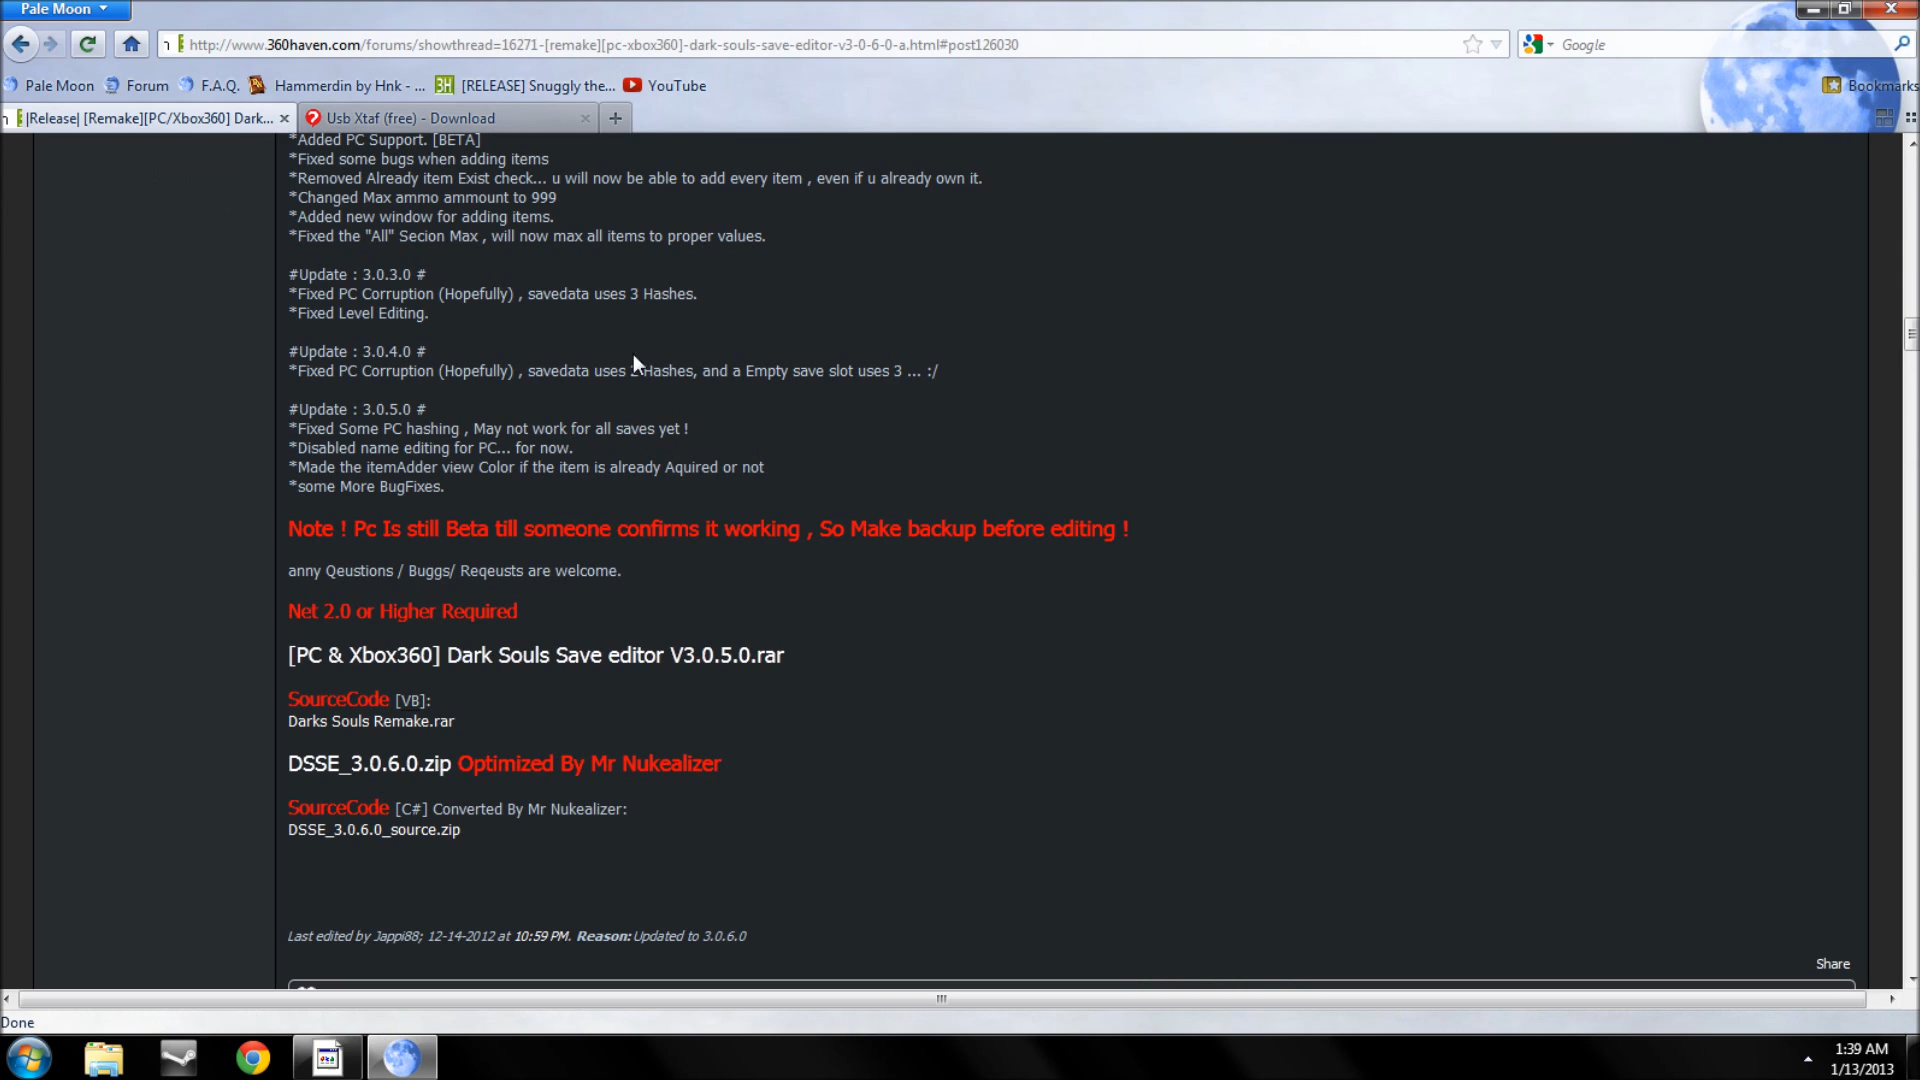 Pale Moon
http://www.360haven.com/forums/showthread=16271-[remake][pc-xbox360]-dark-souls-save-editor-v3-0-6-0-a.html#post126030
Google
Pale Moon
Forum
F.A.Q.
Hammerdin by Hnk - ...
[RELEASE] Snuggly the...
YouTube
Bookmarks
|Release| [Remake][PC/Xbox360] Dark...
Usb Xtaf (free) - Download
*Added PC Support. [BETA]
*Fixed some bugs when adding items
*Removed Already item Exist check... u will now be able to add every item , even if u already own it.
*Changed Max ammo ammount to 999
*Added new window for adding items.
*Fixed the "All" Secion Max , will now max all items to proper values.
#Update : 3.0.3.0 #
*Fixed PC Corruption (Hopefully) , savedata uses 3 Hashes.
*Fixed Level Editing.
#Update : 3.0.4.0 #
*Fixed PC Corruption (Hopefully) , savedata uses Hashes, and a Empty save slot uses 3 ... :/
#Update : 3.0.5.0 #
*Fixed Some PC hashing , May not work for all saves yet !
*Disabled name editing for PC... for now.
*Made the itemAdder view Color if the item is already Aquired or not
*some More BugFixes.
Note ! Pc Is still Beta till someone confirms it working , So Make backup before editing !
anny Qeustions / Buggs/ Reqeusts are welcome.
Net 2.0 or Higher Required
[PC & Xbox360] Dark Souls Save editor V3.0.5.0.rar
SourceCode [VB]:
Darks Souls Remake.rar
DSSE_3.0.6.0.zip Optimized By Mr Nukealizer
SourceCode [C#] Converted By Mr Nukealizer:
DSSE_3.0.6.0_source.zip
Last edited by Jappi88; 12-14-2012 at 10:59 PM. Reason: Updated to 3.0.6.0
Share
Done
1:39 AM
1/13/2013